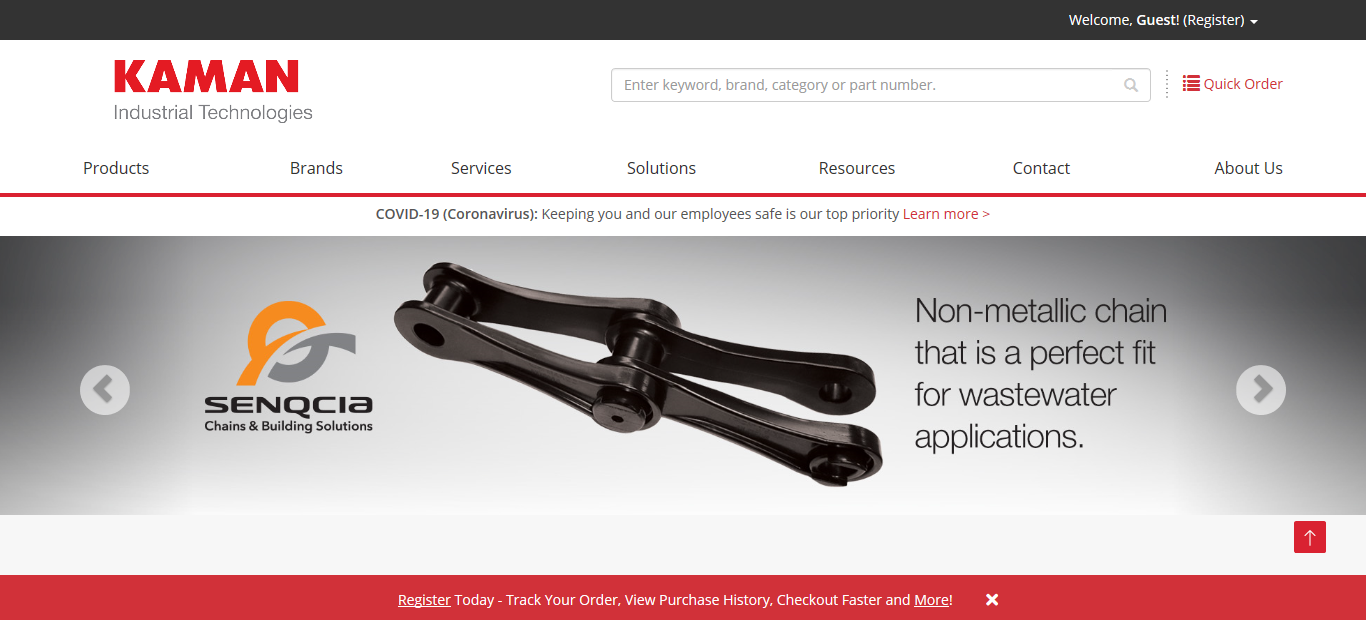 Welcome, Guest! (Register)
KAMAN
Industrial Technologies
Enter keyword, brand, category or part number.
Quick Order
Products
Brands
Services
Solutions
Resources
Contact
About Us
COVID-19 (Coronavirus): Keeping you and our employees safe is our top priority Learn more >
SENQCIA
Chains & Building Solutions
Non-metallic chain
that is a perfect fit
for wastewater
applications.
Register Today - Track Your Order, View Purchase History, Checkout Faster and More!